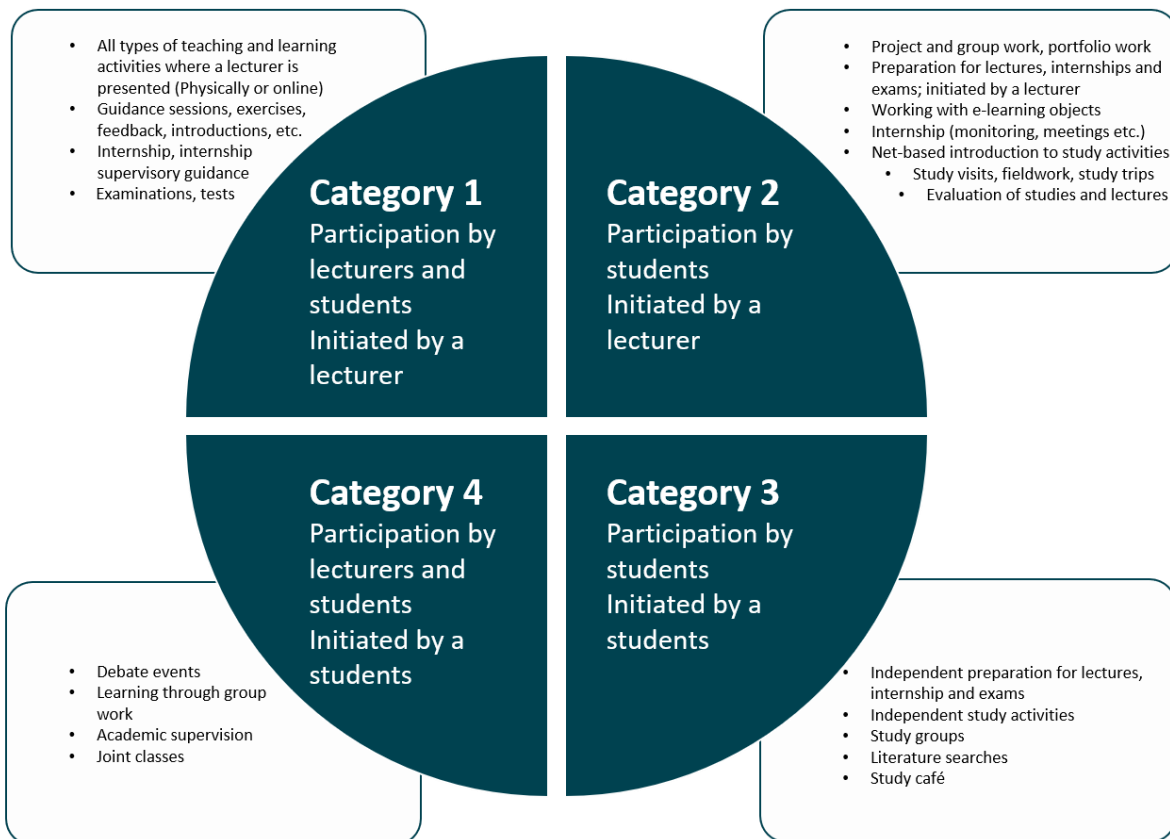 • All types of teaching and learning
activities where a lecturer is
presented (Physically or online)
• Guidance sessions, exercises,
feedback, introductions, etc.
• Internship, internship
supervisory guidance
• Examinations, tests
Category 1
Participation by
lecturers and
students
Initiated by a
lecturer
• Project and group work, portfolio work
• Preparation for lectures, internships and
exams; initiated by a lecturer
• Working with e-learning objects
• Internship (monitoring, meetings etc.)
• Net-based introduction to study activities
• Study visits, fieldwork, study trips
• Evaluation of studies and lectures
Category 2
Participation by
students
Initiated by a
lecturer
Category 4
Participation by
lecturers and
students
Initiated by a
students
• Debate events
• Learning through group
work
• Academic supervision
• Joint classes
Category 3
Participation by
students
Initiated by a
students
• Independent preparation for lectures,
internship and exams
• Independent study activities
• Study groups
• Literature searches
• Study café